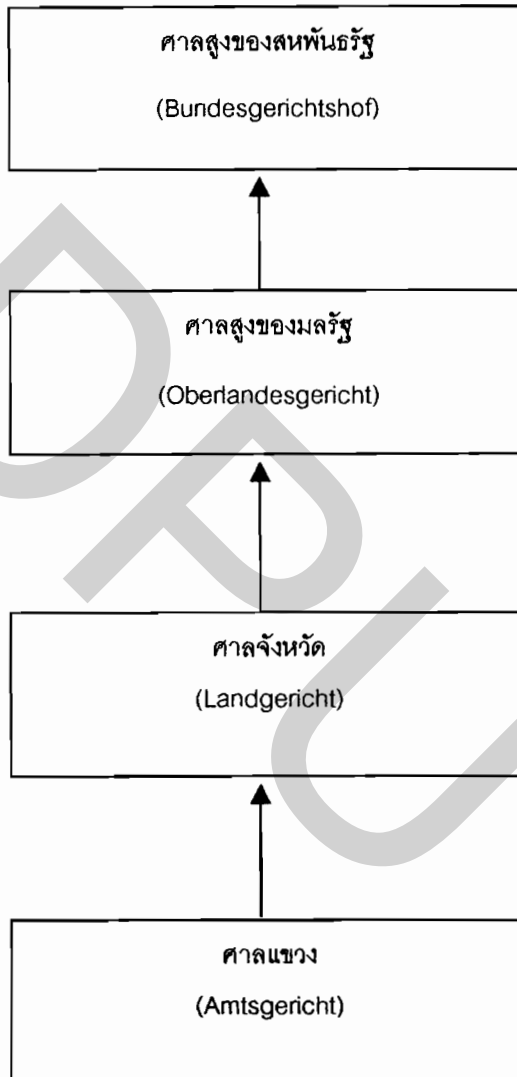 ศาลสูงของสหพันธรัฐ
(Bundesgerichtshof)
ศาลสูงของมลรัฐ
(Oberlandesgericht)
ศาลจังหวัด
(Landgericht)
ศาลแขวง
(Amtsgericht)
DPU